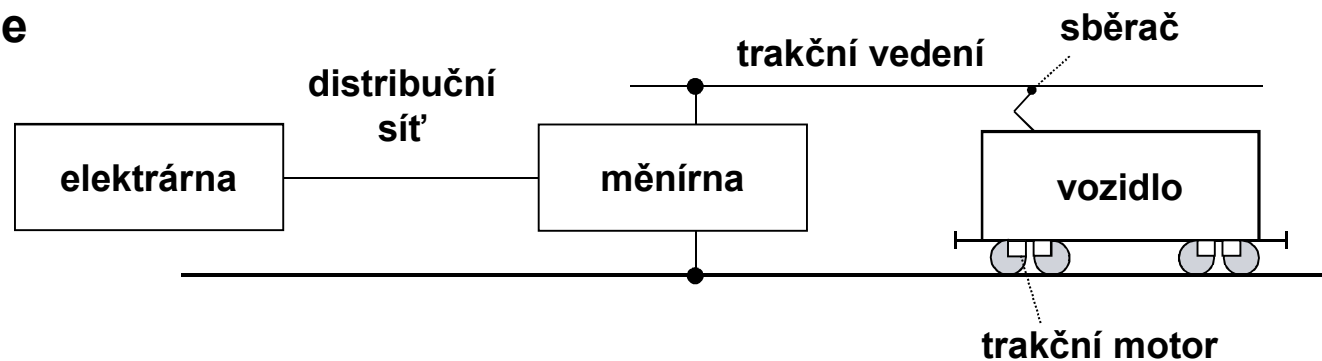 e
sběrač
trakční vedení
distribuční
síť
elektrárna
měnírna
vozidlo
trakční motor